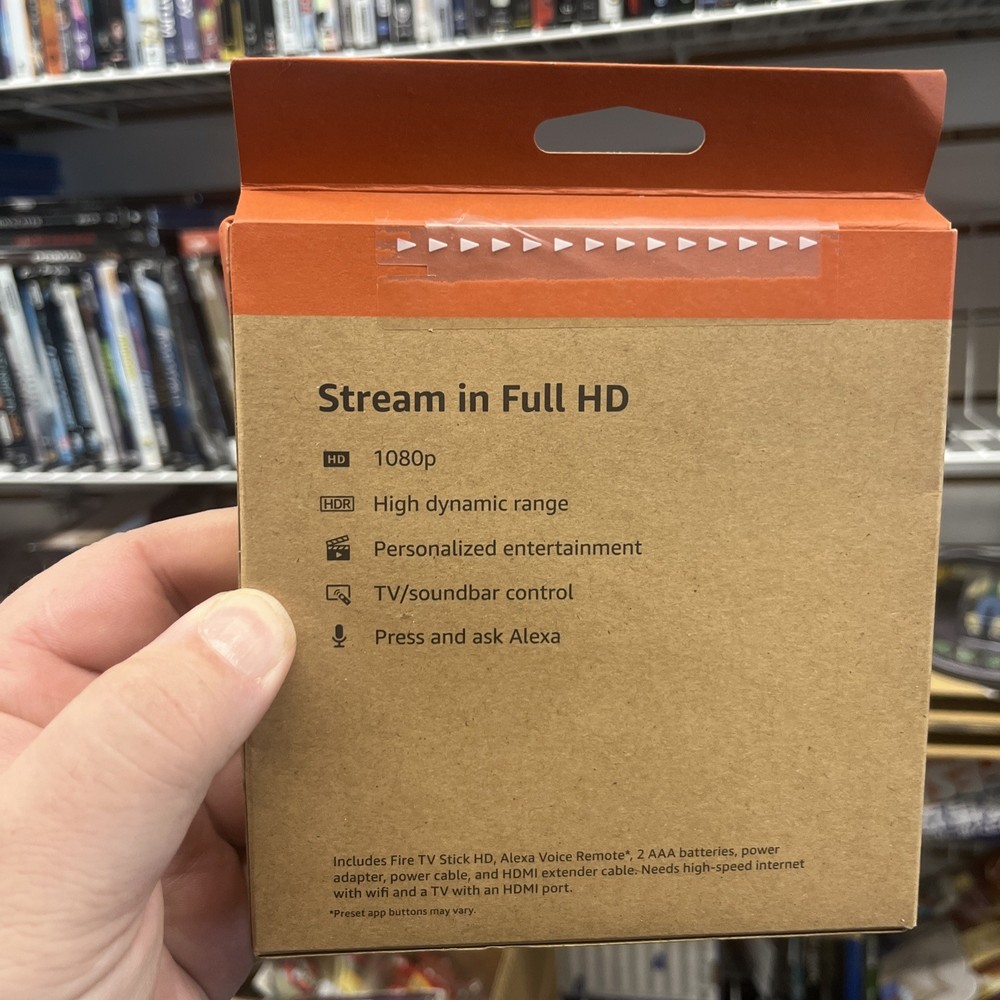 Stream in Full HD
HD 1080p
HDR High dynamic range
Personalized entertainment
TV/soundbar control
Press and ask Alexa
Includes Fire TV Stick HD, Alexa Voice Remote*, 2 AAA batteries, power
adapter, power cable, and HDMI extender cable. Needs high-speed internet
with wifi and a TV with an HDMI port.
*Preset app buttons may vary.